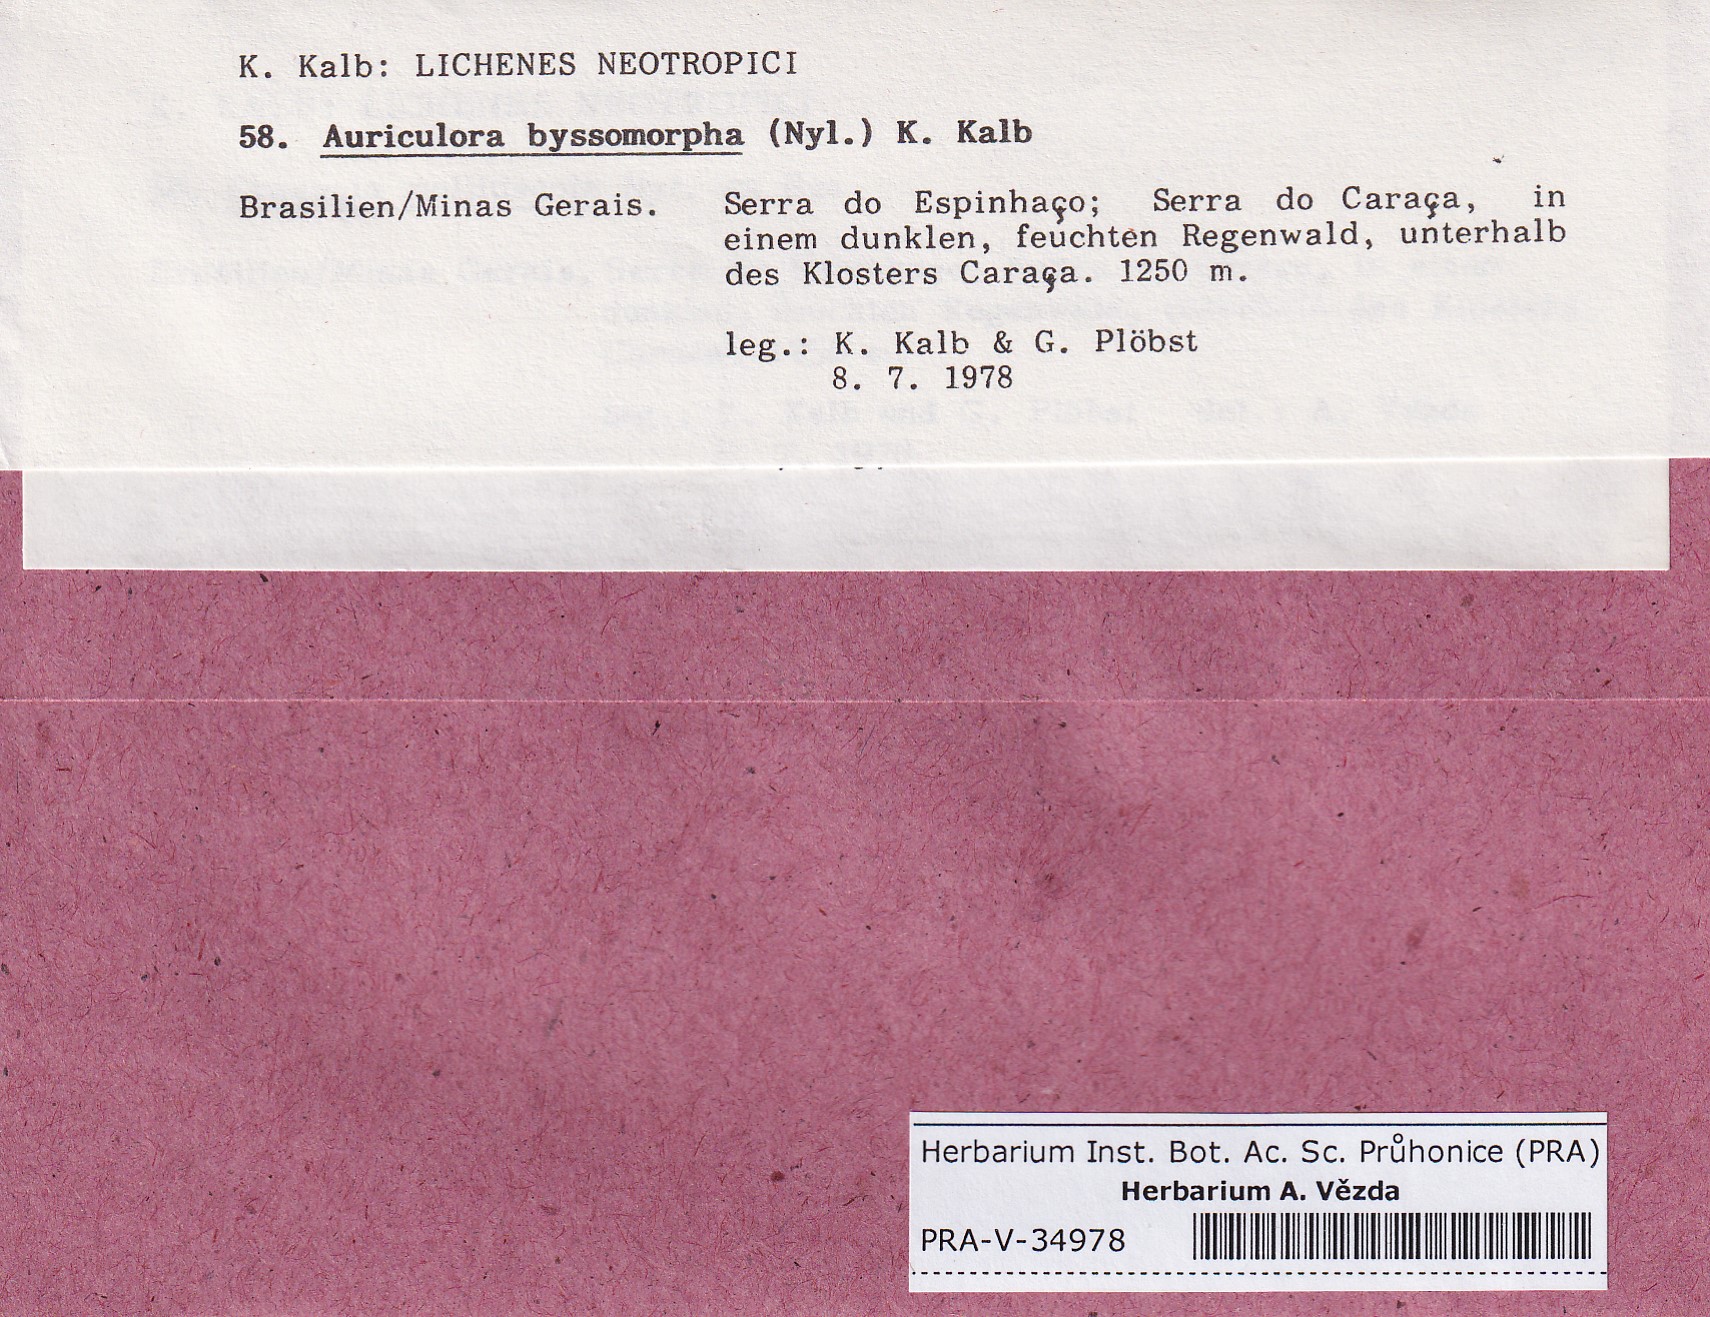 K. Kalb: LICHENES NEOTROPICI
58. Auriculora byssomorpha (Nyl.) K. Kalb
Brasilien/Minas Gerais. Serra do Espinhaço; Serra do Caraça, in
einem dunklen, feuchten Regenwald, unterhalb
des Klosters Caraça. 1250 m.
leg.: K. Kalb & G. Plöbst
8. 7. 1978
Herbarium Inst. Bot. Ac. Sc. Průhonice (PRA)
Herbarium A. Vězda
PRA-V-34978